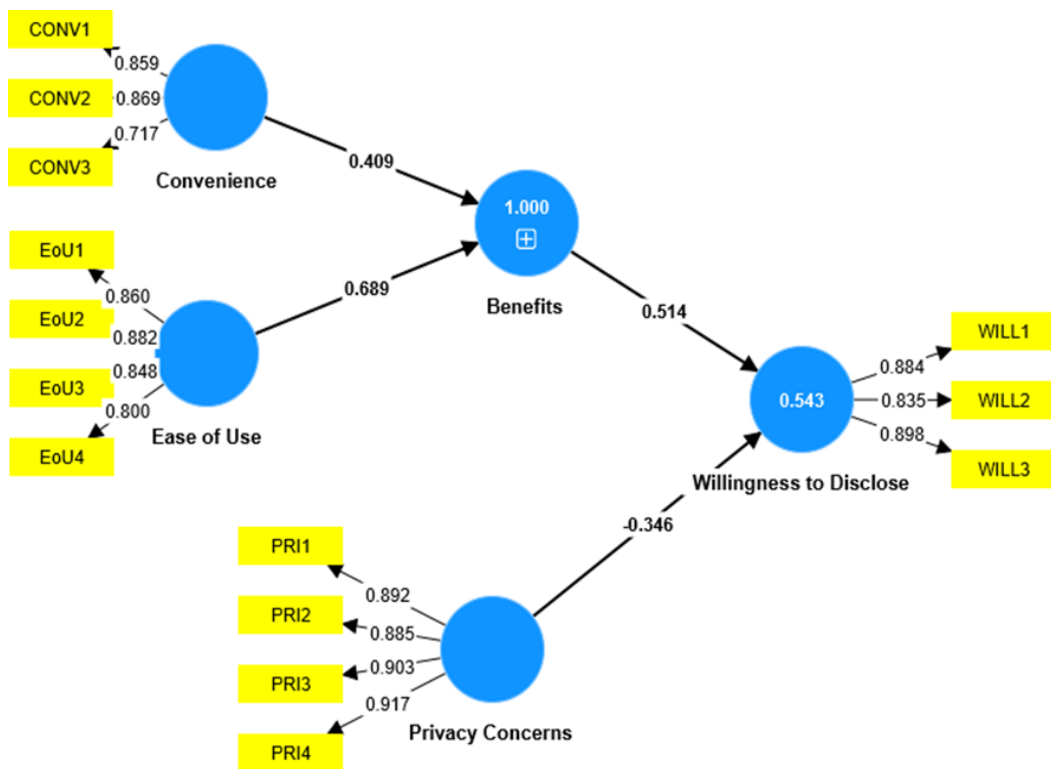 CONV1
0.859
CONV2
0.869
0.717
CONV3
Convenience
0.409
1.000
Benefits
EoU1
0.860
EoU2
0.882
0.848
EoU3
0.800
EoU4
Ease of Use
0.689
0.514
WILL1
0.884
0.543
0.835
WILL2
0.898
WILL3
Willingness to Disclose
-0.346
PRI1
0.892
PRI2
0.885
0.903
PRI3
0.917
PRI4
Privacy Concerns